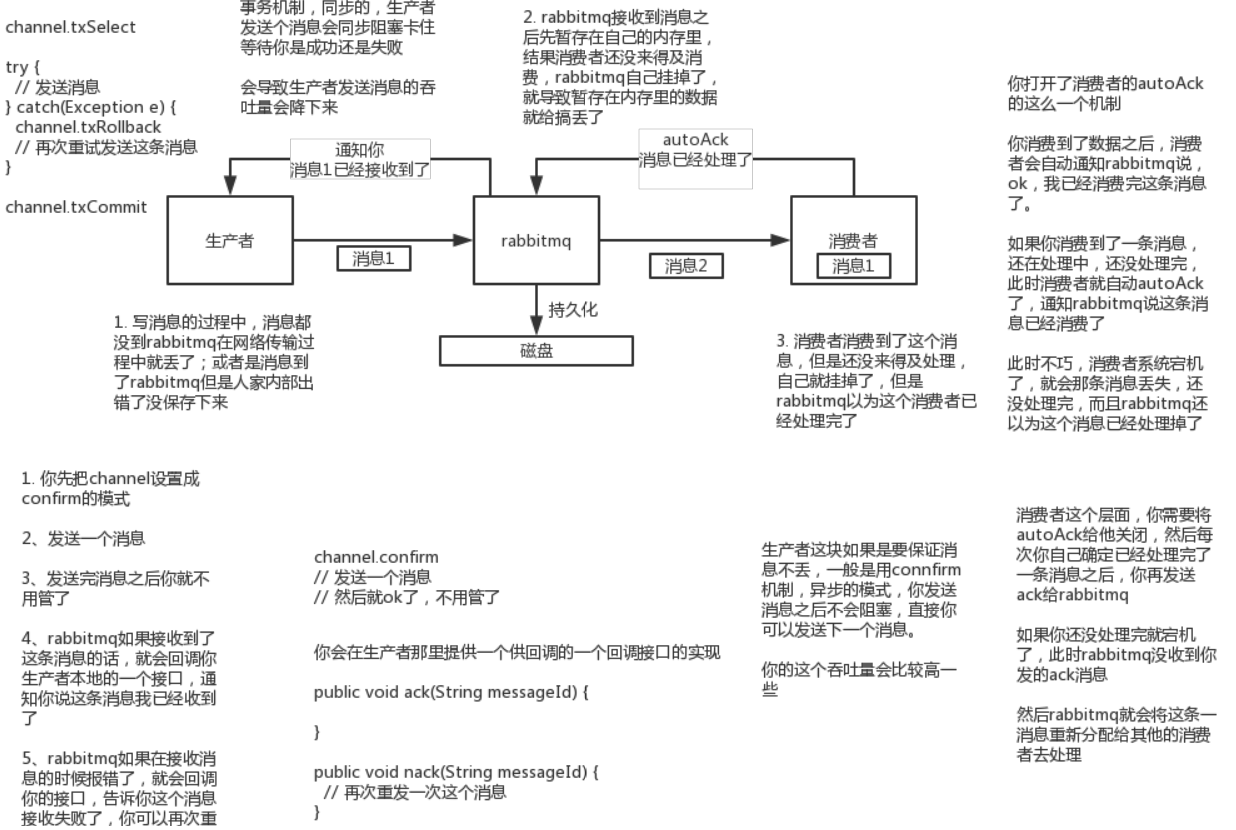 channel.txSelect
try {
// 发送消息
} catch(Exception e) {
channel.txRollback
// 再次重试发送这条消息
}
channel.txCommit
事务机制，同步的，生产者
发送个消息会同步阻塞卡住
等待你是成功还是失败
会导致生产者发送消息的吞
吐量会降下来
2. rabbitmq接收到消息之
后先暂存在自己的内存里，
结果消费者还没来得及消
费，rabbitmq自己挂掉了，
就导致暂存在内存里的数据
就给搞丢了
通知你
消息1已经接收到了
autoAck
消息已经处理了
生产者
消息1
rabbitmq
消息2
消费者
消息1
持久化
磁盘
1. 写消息的过程中，消息都
没到rabbitmq在网络传输过
程中就丢了；或者是消息到
了rabbitmq但是人家内部出
错了没保存下来
3. 消费者消费到了这个消
息，但是还没来得及处理，
自己就挂掉了，但是
rabbitmq以为这个消费者已
经处理完了
你打开了消费者的autoAck
的这么一个机制
你消费到了数据之后，消费
者会自动通知rabbitmq说，
ok，我已经消费完这条消息
了。
如果你消费到了一条消息，
还在处理中，还没处理完，
此时消费者就自动autoAck
了，通知rabbitmq说这条消
息已经消费了
此时不巧，消费者系统宕机
了，就会那条消息丢失，还
没处理完，而且rabbitmq还
以为这个消息已经处理掉了
1. 你先把channel设置成
confirm的模式
2、发送一个消息
3、发送完消息之后你就不
用管了
4、rabbitmq如果接收到了
这条消息的话，就会回调你
生产者本地的一个接口，通
知你说这条消息我已经收到
了
5、rabbitmq如果在接收消
息的时候报错了，就会回调
你的接口，告诉你这个消息
接收失败了，你可以再次重
channel.confirm
// 发送一个消息
// 然后就ok了，不用管了
你会在生产者那里提供一个供回调的一个回调接口的实现
public void ack(String messageId) {
}
public void nack(String messageId) {
// 再次重发一次这个消息
}
生产者这块如果是要保证消
息不丢，一般是用connfirm
机制，异步的模式，你发送
消息之后不会阻塞，直接你
可以发送下一个消息。
你的这个吞吐量会比较高一
些
消费者这个层面，你需要将
autoAck给他关闭，然后每
次你自己确定已经处理完了
一条消息之后，你再发送
ack给rabbitmq
如果你还没处理完就宕机
了，此时rabbitmq没收到你
发的ack消息
然后rabbitmq就会将这条一
消息重新分配给其他的消费
者去处理